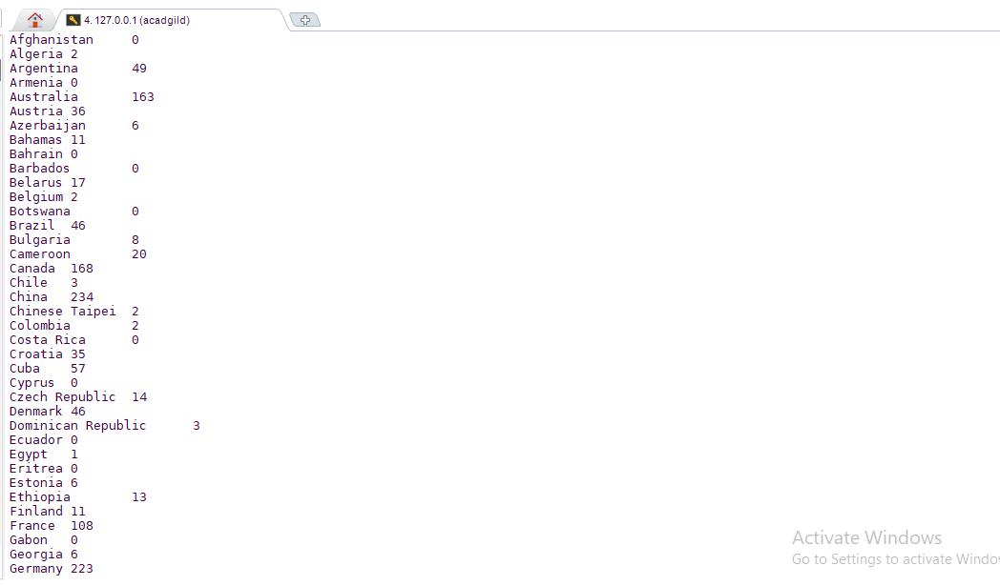 4. 127.0.0.1 (acadgild)
Afghanistan 0
Algeria 2
Argentina 49
Armenia 0
Australia 163
Austria 36
Azerbaijan 6
Bahamas 11
Bahrain 0
Barbados 0
Belarus 17
Belgium 2
Botswana 0
Brazil 46
Bulgaria 8
Cameroon 20
Canada 168
Chile 3
China 234
Chinese Taipei 2
Colombia 2
Costa Rica 0
Croatia 35
Cuba 57
Cyprus 0
Czech Republic 14
Denmark 46
Dominican Republic 3
Ecuador 0
Egypt 1
Eritrea 0
Estonia 6
Ethiopia 13
Finland 11
France 108
Gabon 0
Georgia 6
Germany 223
Activate Windows
Go to Settings to activate Windo